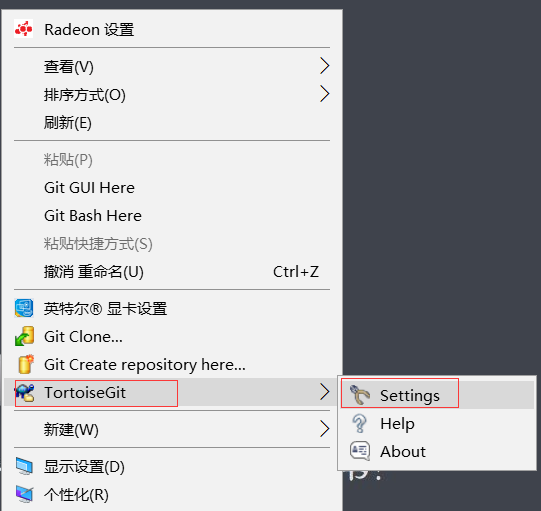 Radeon 设置
查看(V)
排序方式(O)
刷新(E)
粘贴(P)
Git GUI Here
Git Bash Here
粘贴快捷方式(S)
撤消 重命名(U) Ctrl+Z
英特尔® 显卡设置
Git Clone...
Git Create repository here...
TortoiseGit
Settings
Help
About
新建(W)
显示设置(D)
个性化(R)